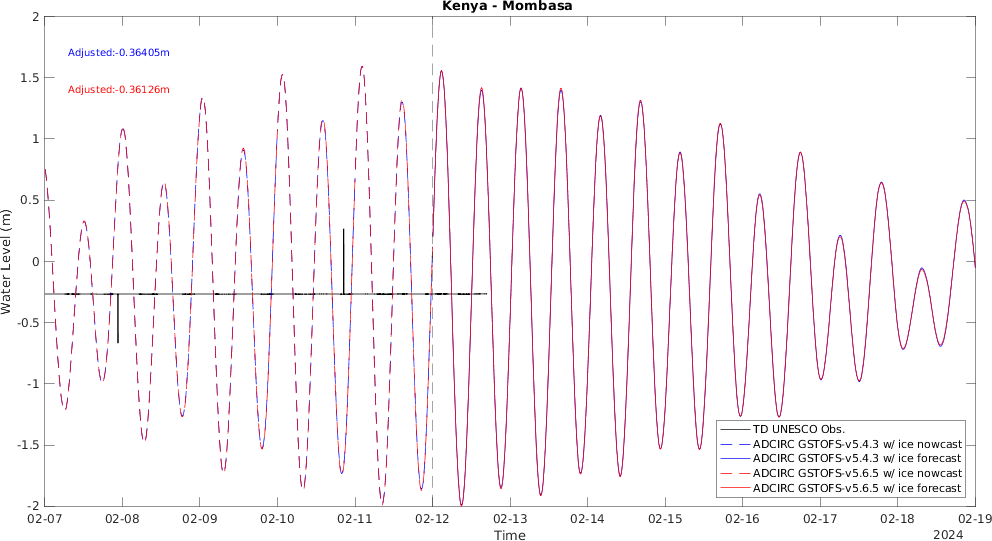 Kenya - Mombasa
Adjusted:-0.36405m
Adjusted:-0.36126m
Water Level (m)
2
1.5
1
0.5
0
-0.5
-1
-1.5
-2
TD UNESCO Obs.
ADCIRC GSTOFS-v5.4.3 w/ ice nowcast
ADCIRC GSTOFS-v5.4.3 w/ ice forecast
ADCIRC GSTOFS-v5.6.5 w/ ice nowcast
ADCIRC GSTOFS-v5.6.5 w/ ice forecast
02-07 02-08 02-09 02-10 02-11 02-12 02-13 02-14 02-15 02-16 02-17 02-18 02-19
Time
2024